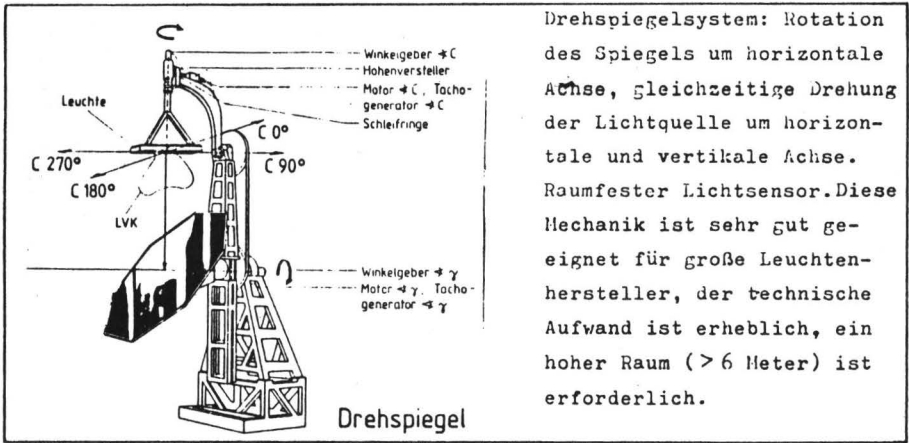 Winkelgeber ∢ C
Höhenversteller
Motor ∢ C, Tacho-
generator ∢ C
Schleifringe
Leuchte
C 0°
C 270°
C 90°
C 180°
LVK
Winkelgeber ∢ γ
Motor ∢ γ, Tacho-
generator ∢ γ
Drehspiegel
Drehspiegelsystem: Rotation
des Spiegels um horizontale
Achse, gleichzeitige Drehung
der Lichtquelle um horizon-
tale und vertikale Achse.
Raumfester Lichtsensor.Diese
Mechanik ist sehr gut ge-
eignet für große Leuchten-
hersteller, der technische
Aufwand ist erheblich, ein
hoher Raum (> 6 Meter) ist
erforderlich.